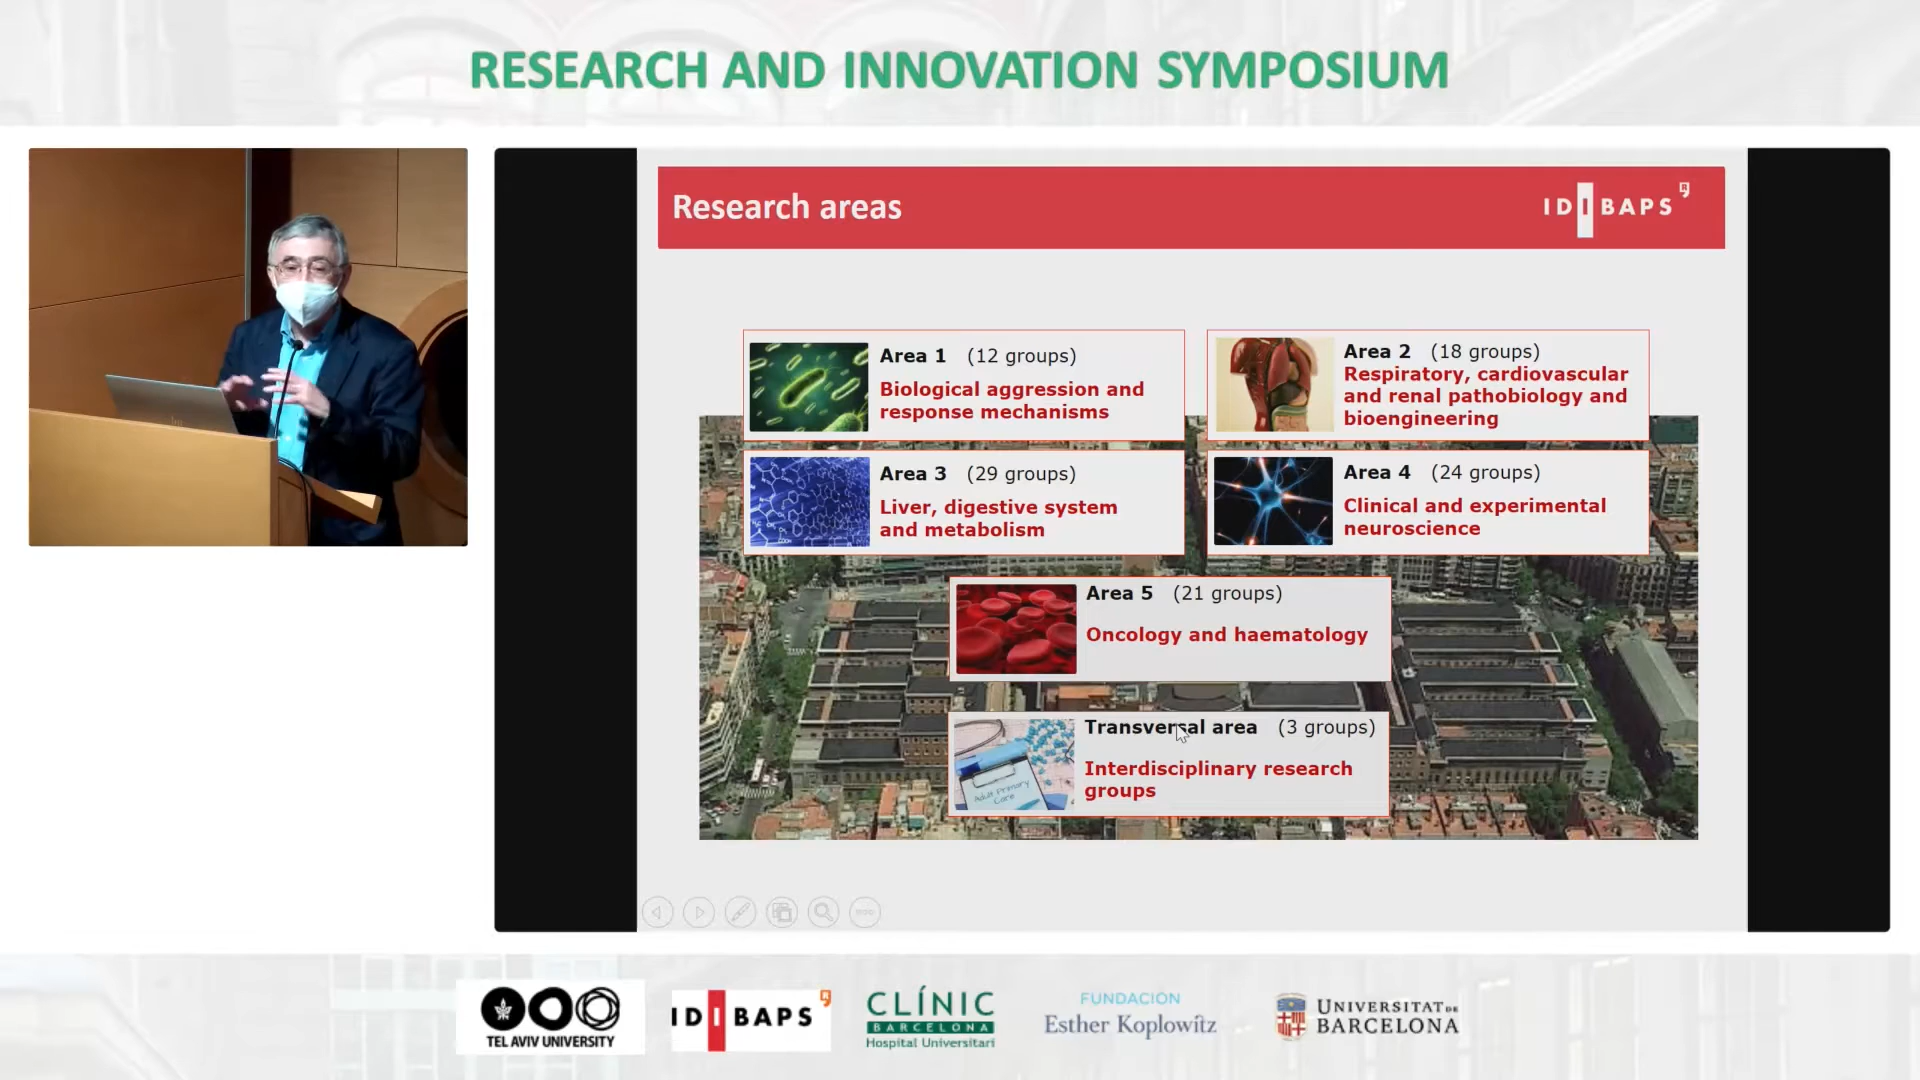 RESEARCH AND INNOVATION SYMPOSIUM
Research areas
IDIBAPS
Area 1 (12 groups)
Biological aggression and
response mechanisms
Area 2 (18 groups)
Respiratory, cardiovascular
and renal pathobiology and
bioengineering
Area 3 (29 groups)
Liver, digestive system
and metabolism
Area 4 (24 groups)
Clinical and experimental
neuroscience
Area 5 (21 groups)
Oncology and haematology
Transversal area (3 groups)
Interdisciplinary research
groups
Adult Primary
Care
TEL AVIV UNIVERSITY
IDIBAPS
CLÍNIC
BARCELONA
Hospital Universitari
FUNDACIÓN
Esther Koplowitz
UNIVERSITAT DE
BARCELONA